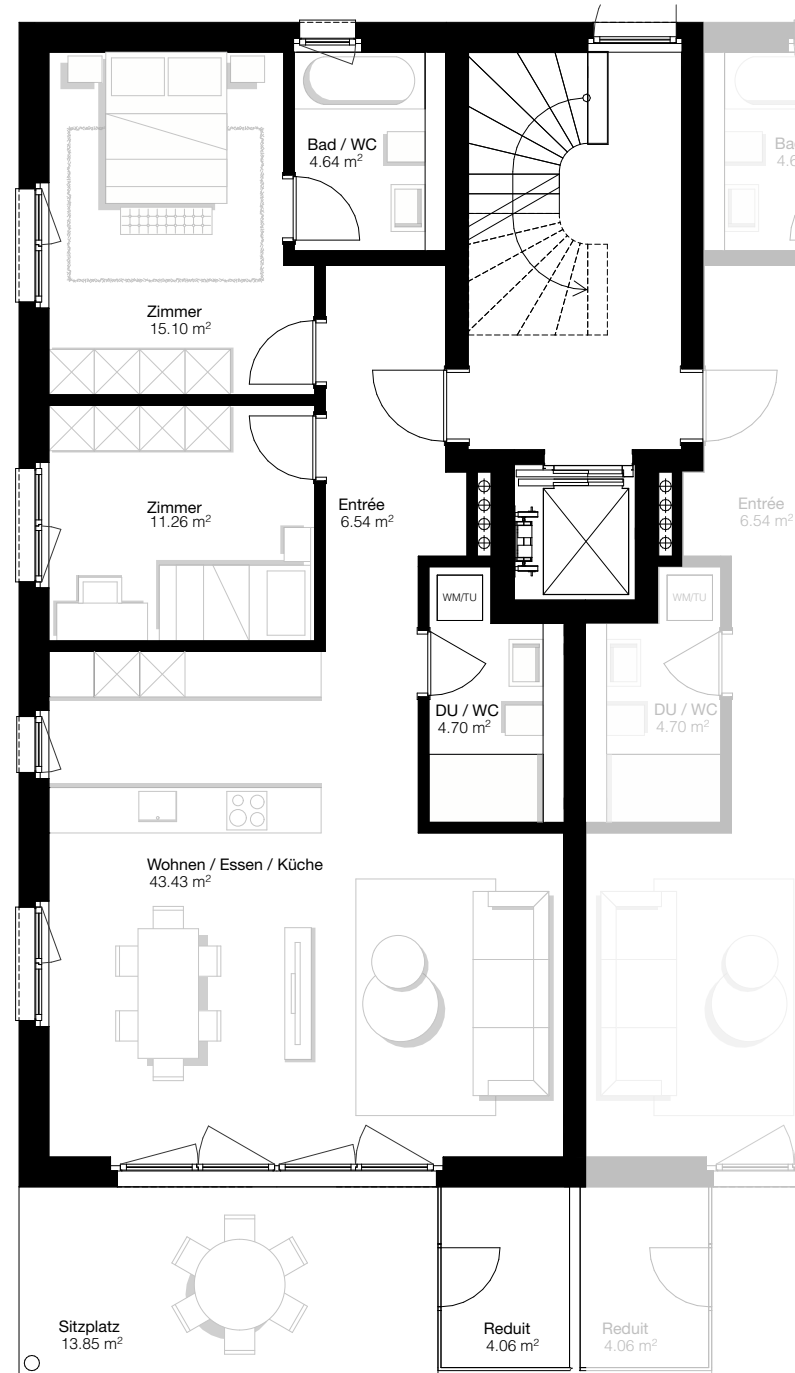 Bad / WC
4.64 m²
Ba
4.6
Zimmer
15.10 m²
Zimmer
11.26 m²
Entrée
6.54 m²
Entrée
6.54 m²
WM/TU
WM/TU
DU / WC
4.70 m²
DU / WC
4.70 m²
Wohnen / Essen / Küche
43.43 m²
Sitzplatz
13.85 m²
Reduit
4.06 m²
Reduit
4.06 m²